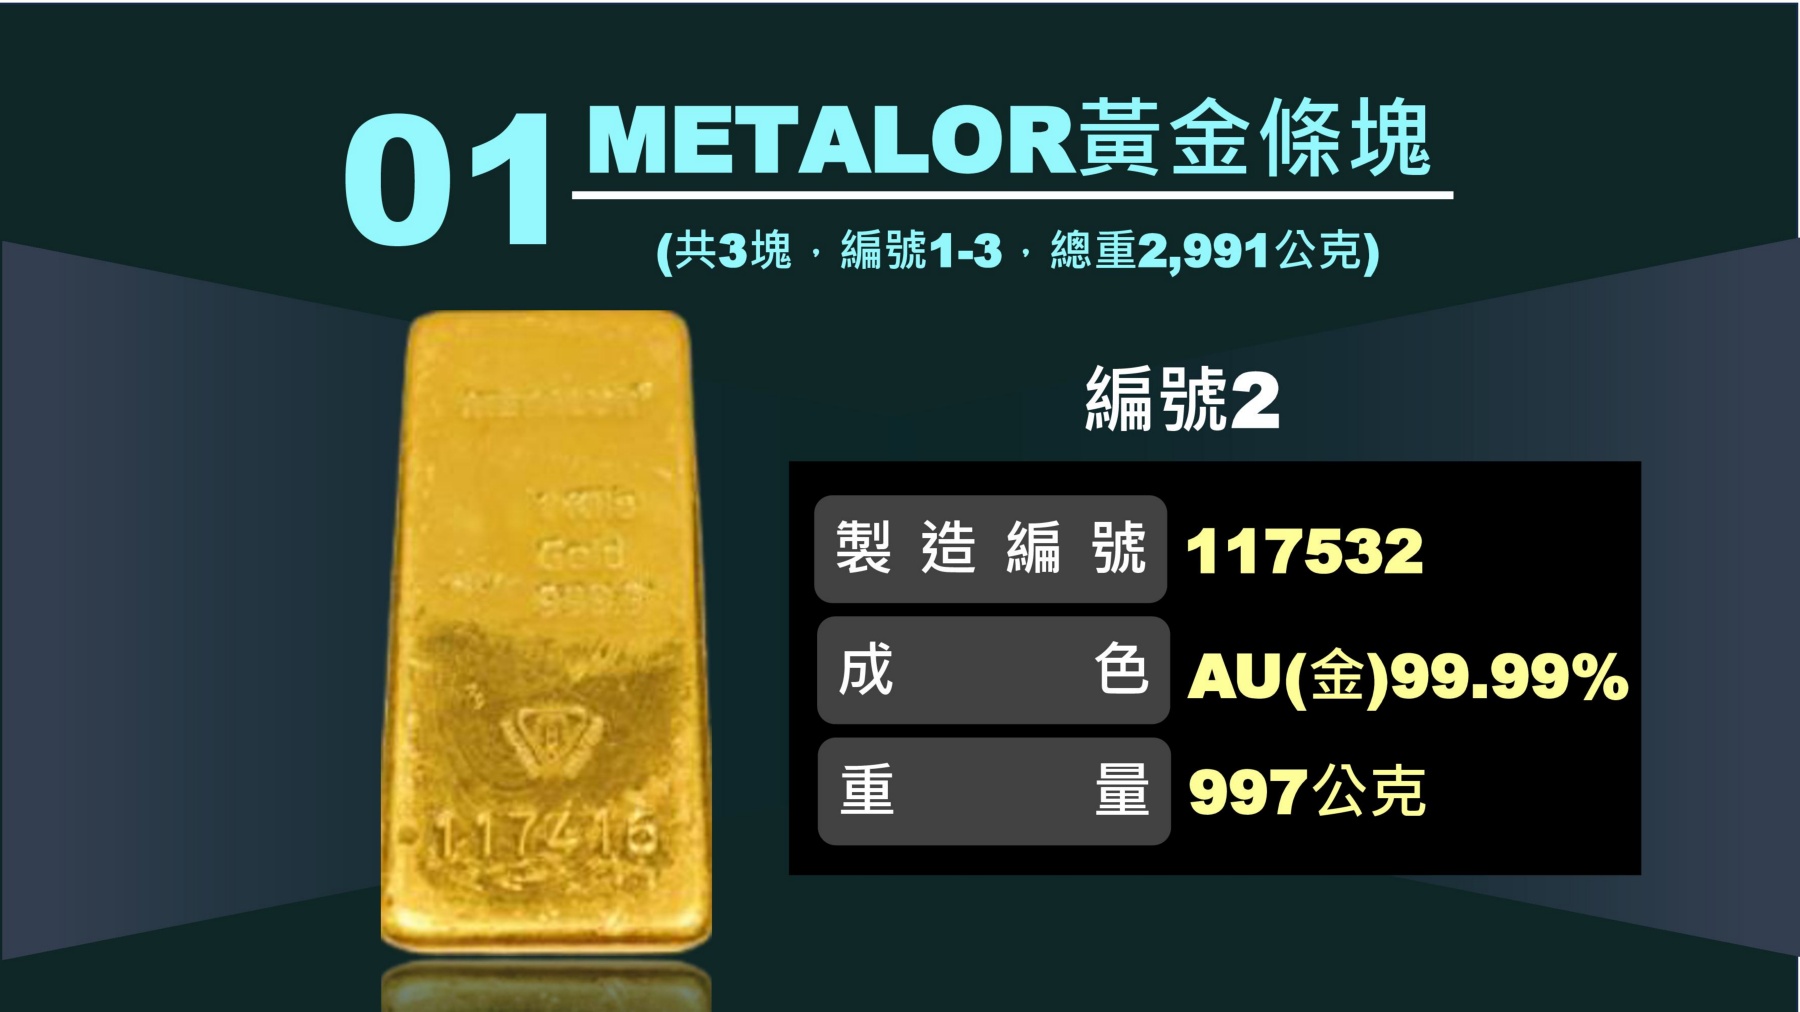 01
METALOR黃金條塊
(共3塊，編號1-3，總重2,991公克)
編號2
製造編號 117532
成色 AU(金)99.99%
重量 997公克
Gold
117416